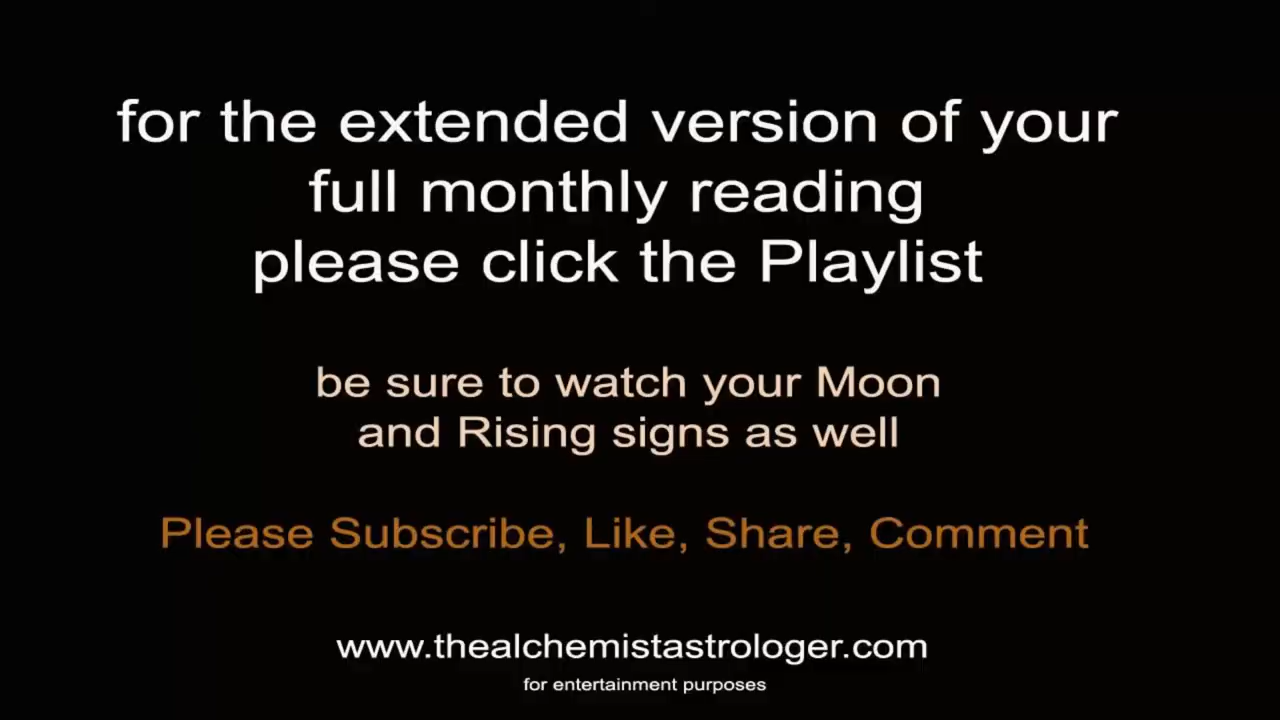 for the extended version of your
full monthly reading
please click the Playlist
be sure to watch your Moon
and Rising signs as well
Please Subscribe, Like, Share, Comment
www.thealchemistastrologer.com
for entertainment purposes